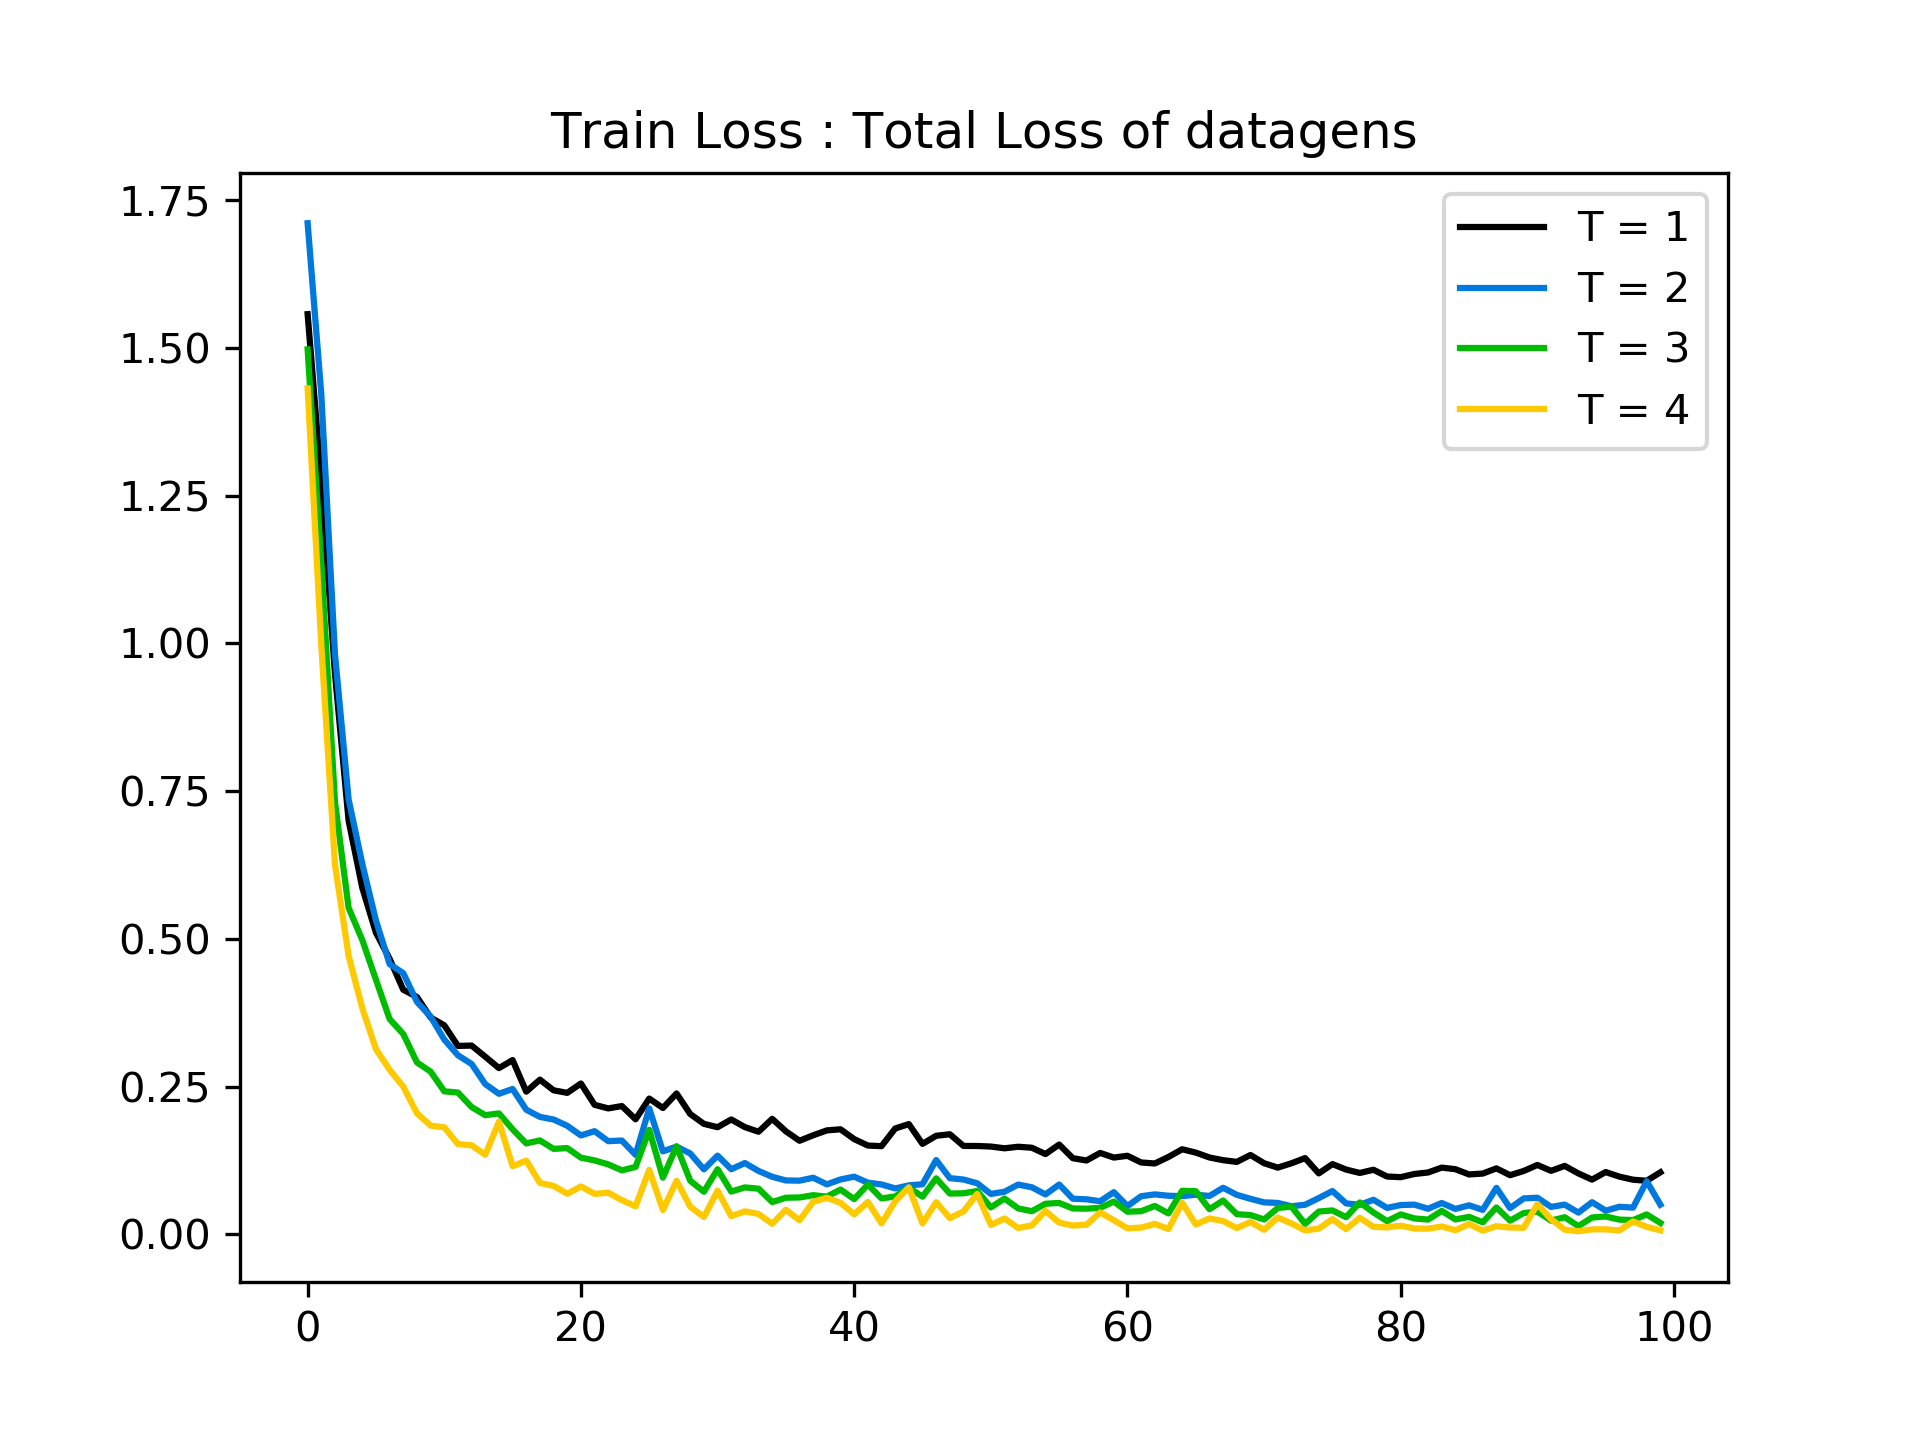 Train Loss : Total Loss of datagens
1.75
1.50
1.25
1.00
0.75
0.50
0.25
0.00
T = 1
T = 2
T = 3
T = 4
0 20 40 60 80 100